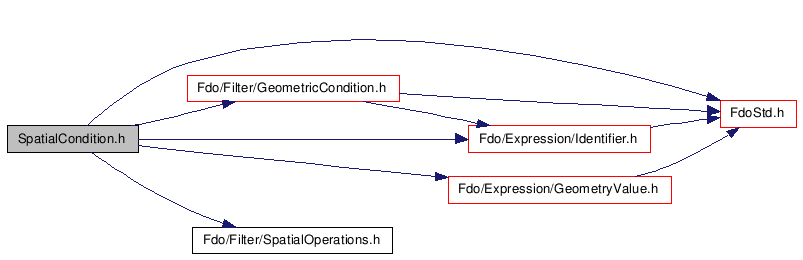 Fdo/Filter/GeometricCondition.h
FdoStd.h
SpatialCondition.h
Fdo/Expression/Identifier.h
Fdo/Expression/GeometryValue.h
Fdo/Filter/SpatialOperations.h